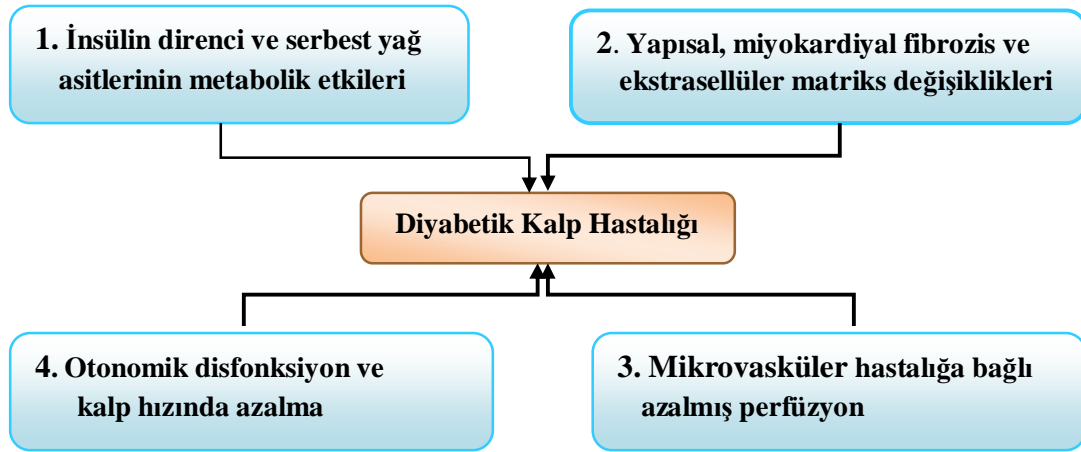 1. İnsülin direnci ve serbest yağ
asitlerinin metabolik etkileri
2. Yapısal, miyokardiyal fibrozis ve
ekstrasellüler matriks değişiklikleri
Diyabetik Kalp Hastalığı
4. Otonomik disfonksiyon ve
kalp hızında azalma
3. Mikrovasküler hastalığa bağlı
azalmış perfüzyon